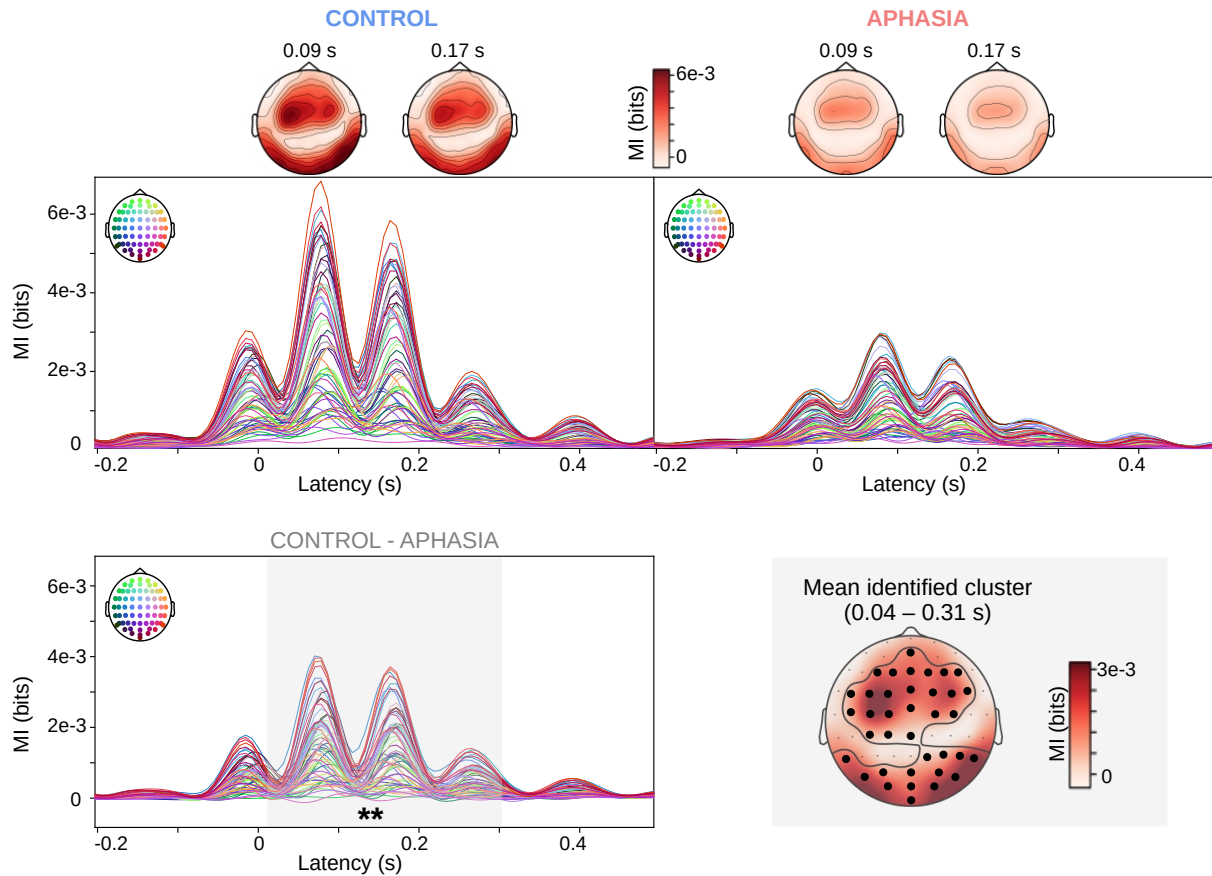 CONTROL
APHASIA
0.09 s
0.17 s
0.09 s
0.17 s
MI (bits)
6e-3
0
MI (bits)
6e-3
4e-3
2e-3
0
-0.2
0
0.2
0.4
Latency (s)
-0.2
0
0.2
0.4
Latency (s)
CONTROL - APHASIA
MI (bits)
6e-3
4e-3
2e-3
0
**
-0.2
0
0.2
0.4
Latency (s)
Mean identified cluster
(0.04 – 0.31 s)
MI (bits)
3e-3
0